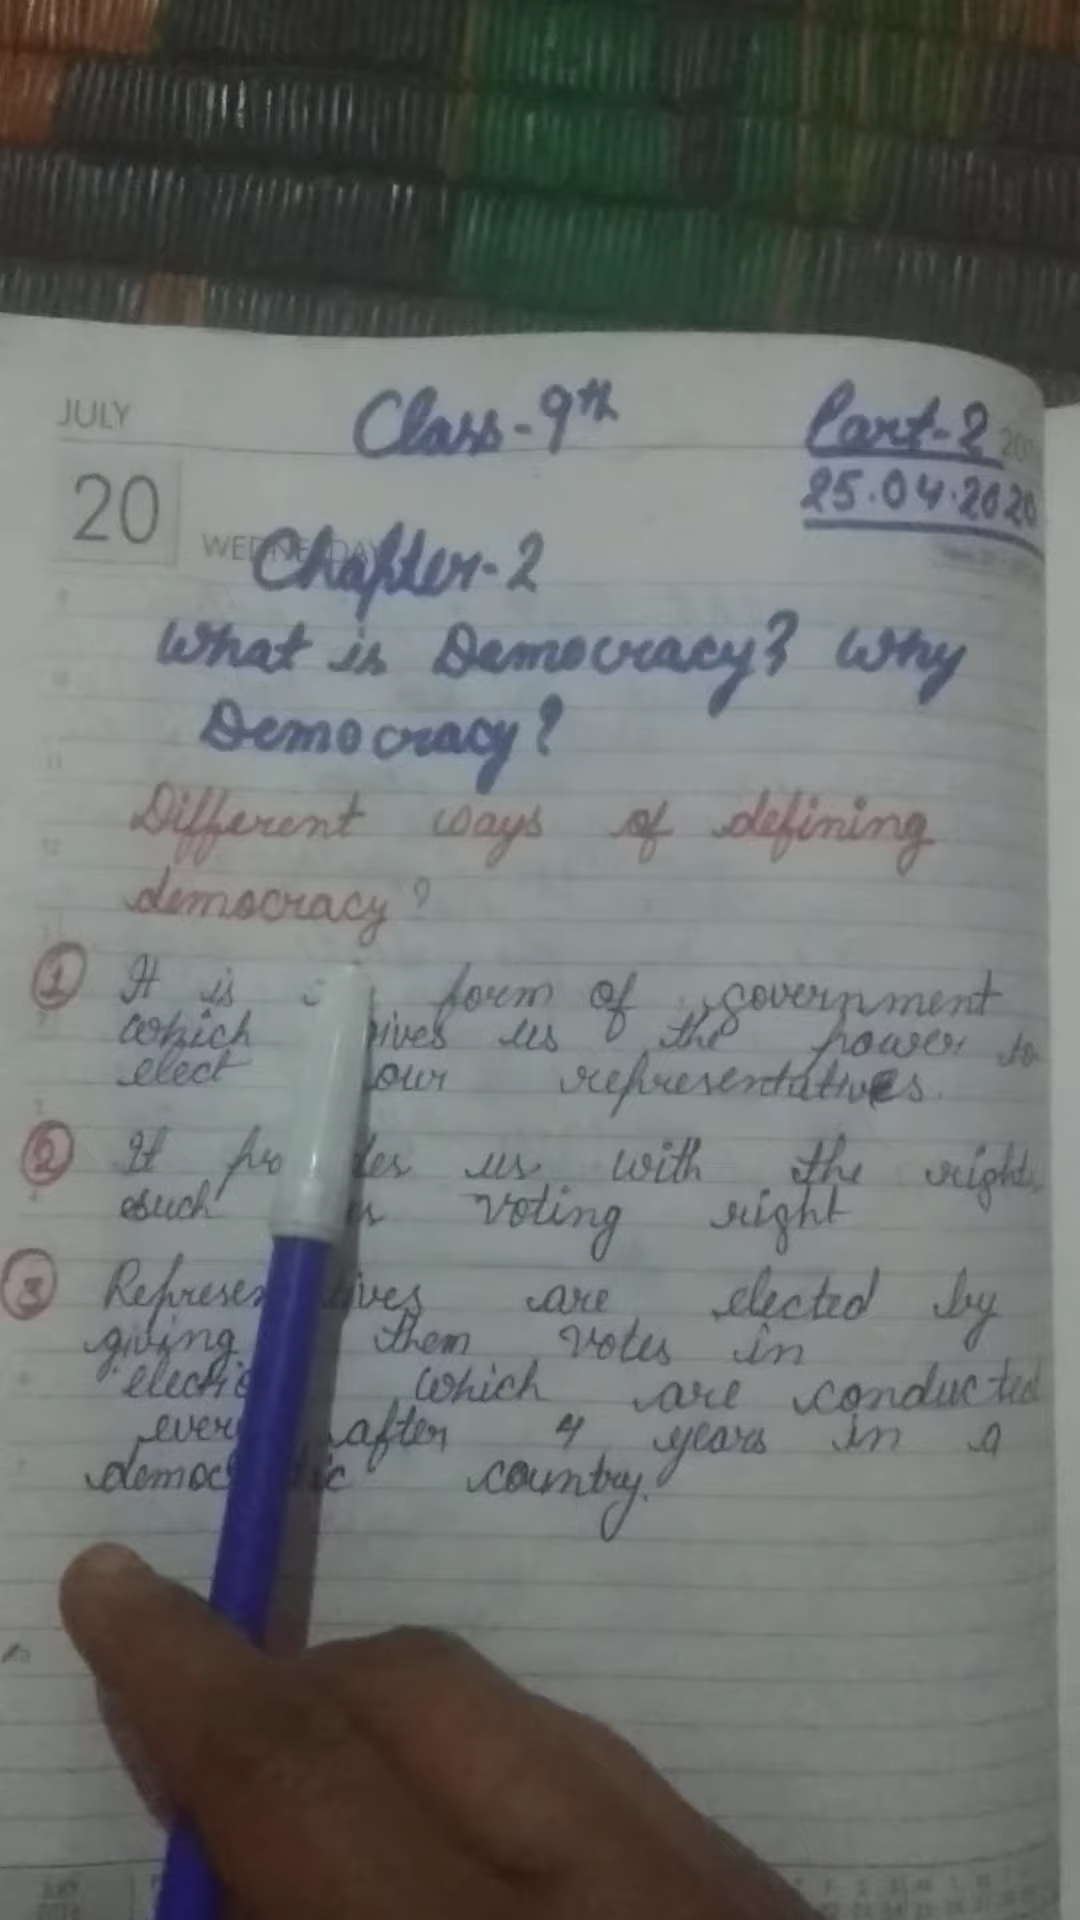 JULY
Class-9th
Part-2
25.04.2020
20
WEDNESDAY
Chapter-2
What is Democracy? Why
Democracy?
Different ways of defining
democracy?
1 It is form of government
which us the power to
elect our representatives.
2 It us with the right
such voting right
3 are elected by
giving them votes in
which are conducted
after 4 years in a
country.